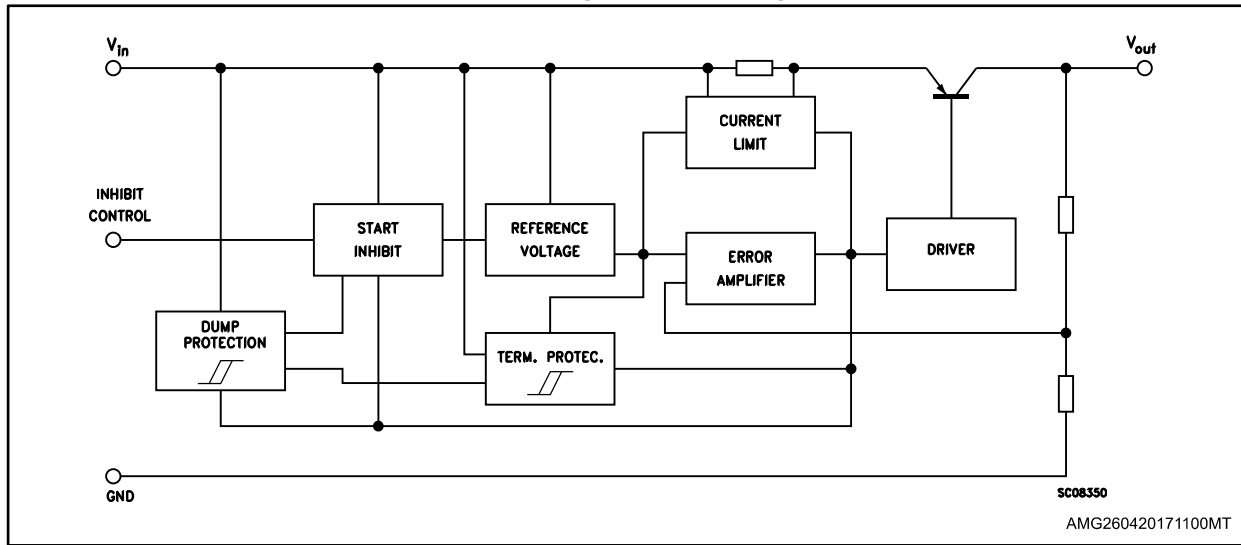 Vin
Vout
CURRENT
LIMIT
INHIBIT
CONTROL
START
INHIBIT
REFERENCE
VOLTAGE
ERROR
AMPLIFIER
DRIVER
DUMP
PROTECTION
TERM. PROTEC.
GND
SC08350
AMG260420171100MT